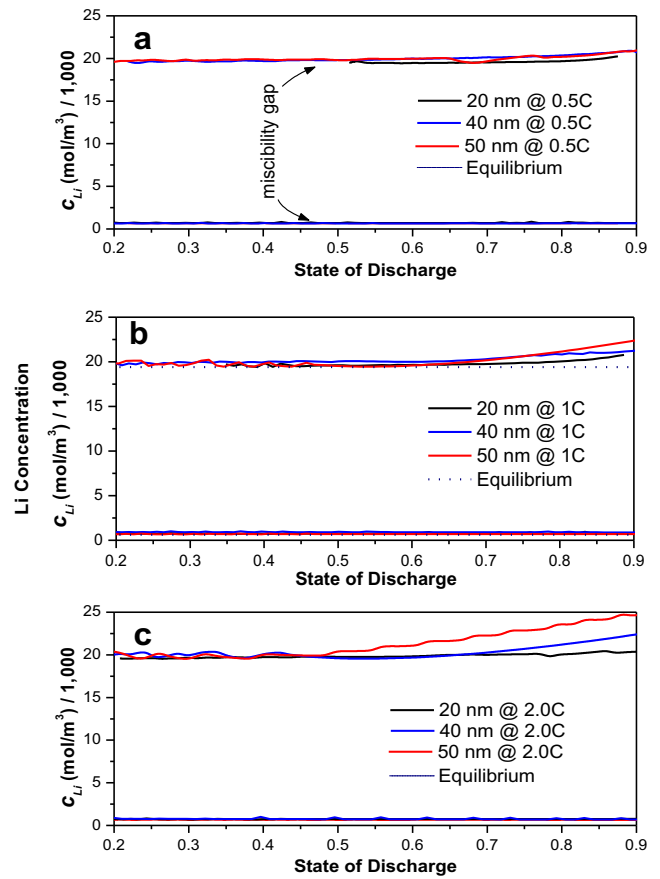 a
25
20
15
10
5
0
c_Li (mol/m³) / 1,000
miscibility gap
20 nm @ 0.5C
40 nm @ 0.5C
50 nm @ 0.5C
Equilibrium
0.2 0.3 0.4 0.5 0.6 0.7 0.8 0.9
State of Discharge
b
25
20
15
10
5
0
Li Concentration
c_Li (mol/m³) / 1,000
20 nm @ 1C
40 nm @ 1C
50 nm @ 1C
Equilibrium
0.2 0.3 0.4 0.5 0.6 0.7 0.8 0.9
State of Discharge
c
25
20
15
10
5
0
c_Li (mol/m³) / 1,000
20 nm @ 2.0C
40 nm @ 2.0C
50 nm @ 2.0C
Equilibrium
0.2 0.3 0.4 0.5 0.6 0.7 0.8 0.9
State of Discharge